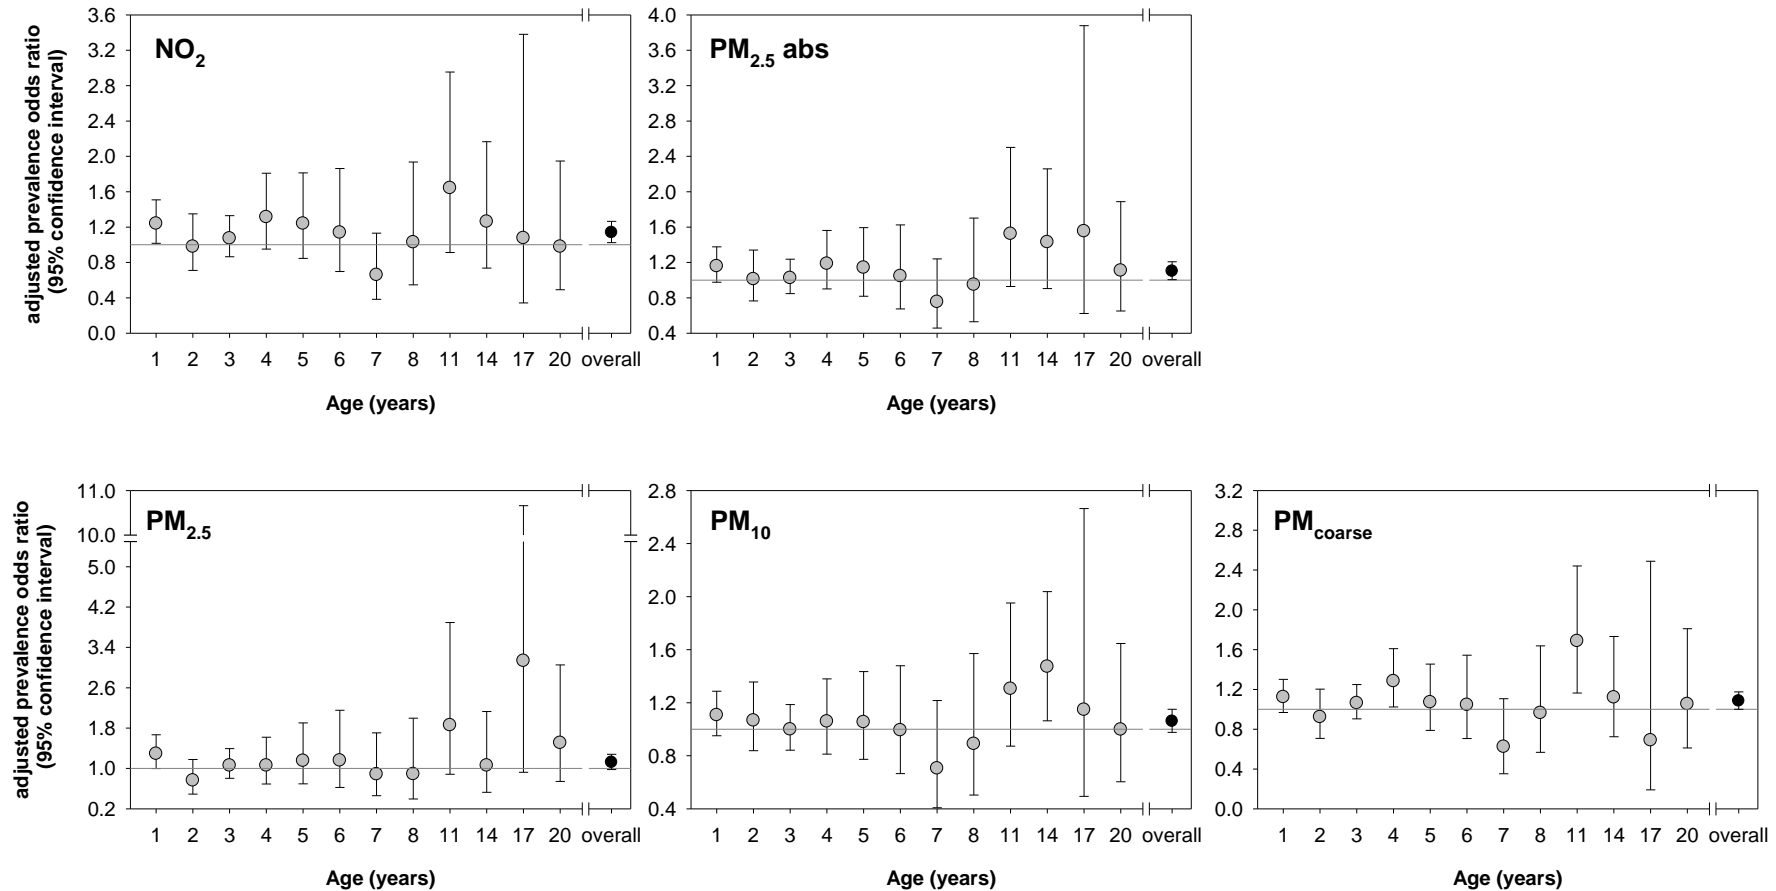 adjusted prevalence odds ratio
(95% confidence interval)
NO2
3.6
3.2
2.8
2.4
2.0
1.6
1.2
0.8
0.4
0.0
1 2 3 4 5 6 7 8 11 14 17 20 overall
Age (years)
PM2.5 abs
4.0
3.6
3.2
2.8
2.4
2.0
1.6
1.2
0.8
0.4
1 2 3 4 5 6 7 8 11 14 17 20 overall
Age (years)
adjusted prevalence odds ratio
(95% confidence interval)
PM2.5
11.0
10.0
5.0
4.2
3.4
2.6
1.8
1.0
0.2
1 2 3 4 5 6 7 8 11 14 17 20 overall
Age (years)
PM10
2.8
2.4
2.0
1.6
1.2
0.8
0.4
1 2 3 4 5 6 7 8 11 14 17 20 overall
Age (years)
PMcoarse
3.2
2.8
2.4
2.0
1.6
1.2
0.8
0.4
0.0
1 2 3 4 5 6 7 8 11 14 17 20 overall
Age (years)